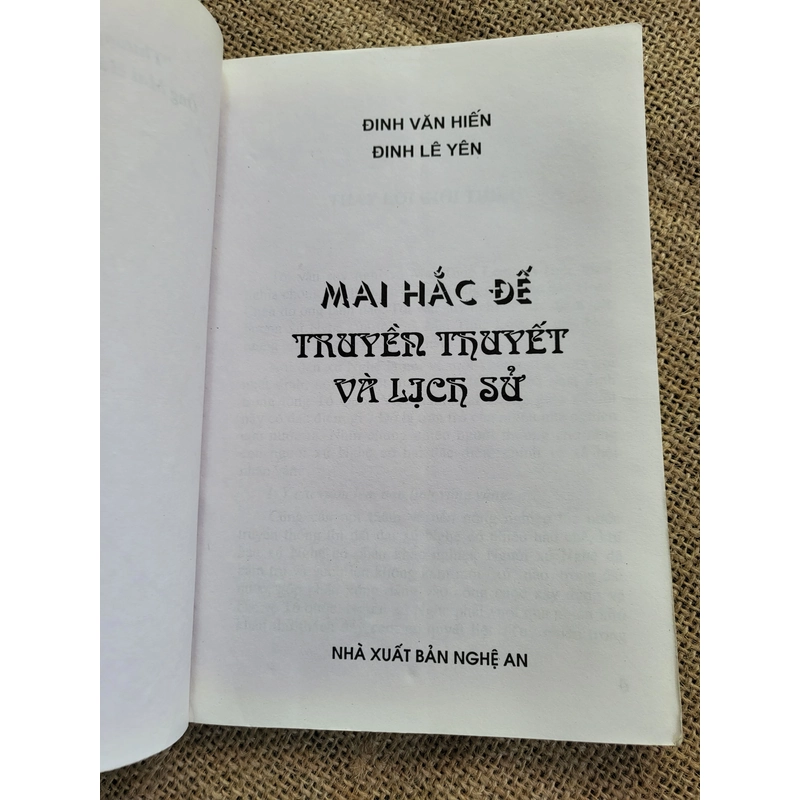 ĐINH VĂN HIẾN
ĐINH LÊ YÊN
MAI HẮC ĐẾ
TRUYỀN THUYẾT
VÀ LỊCH SỬ
NHÀ XUẤT BẢN NGHỆ AN